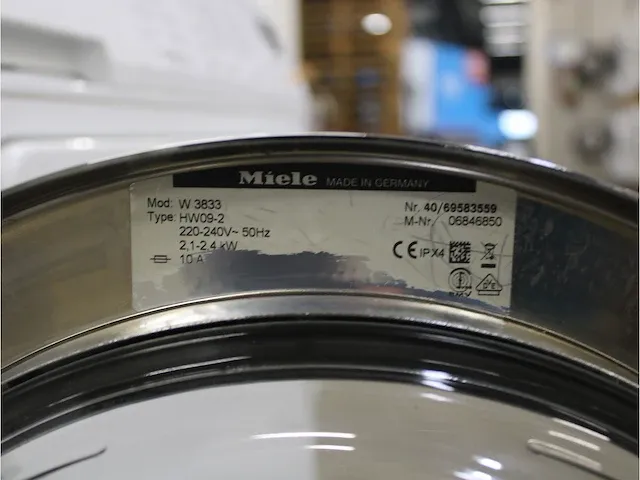 Miele MADE IN GERMANY
Mod: W 3833 Nr. 40/69583559
Type: HW09-2 M-Nr. 06846850
220-240V~ 50Hz
2,1-2,4 kW CE IPX4
10 A